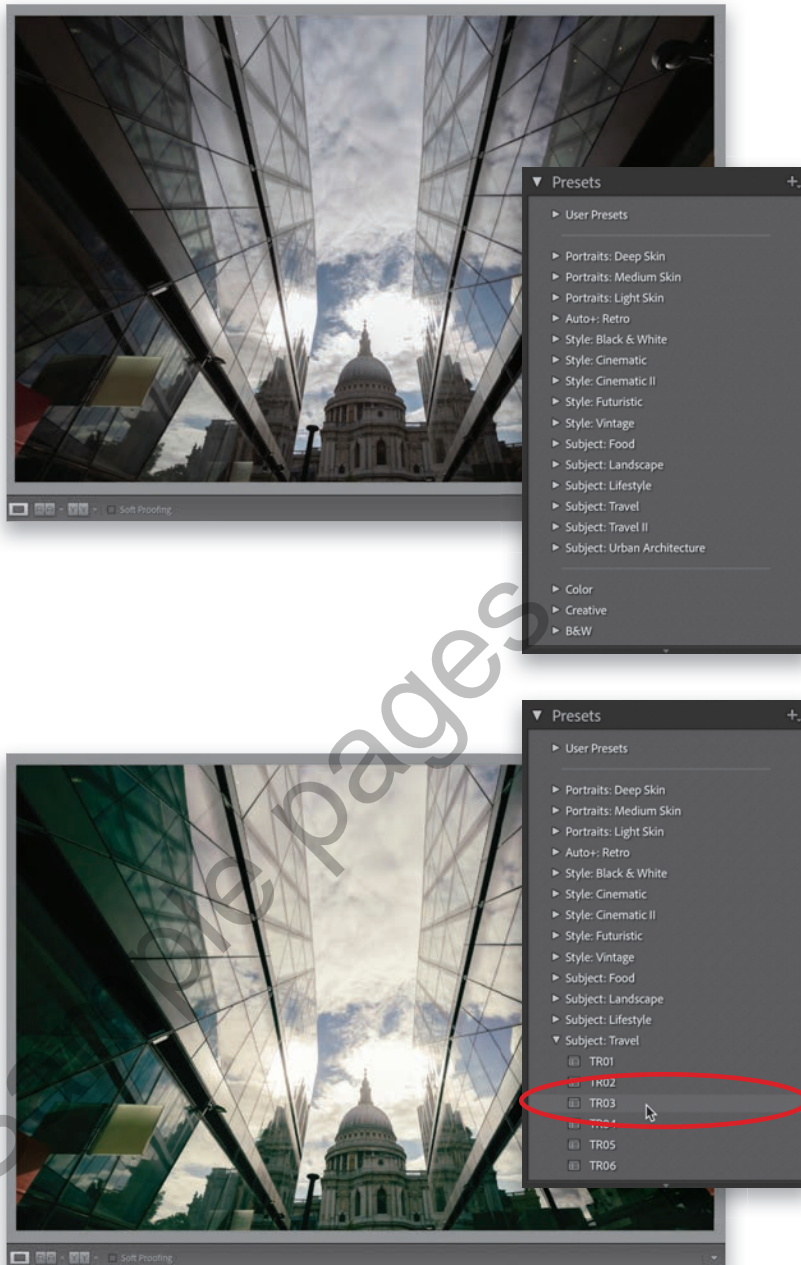 Presets
User Presets
Portraits: Deep Skin
Portraits: Medium Skin
Portraits: Light Skin
Auto+: Retro
Style: Black & White
Style: Cinematic
Style: Cinematic II
Style: Futuristic
Style: Vintage
Subject: Food
Subject: Landscape
Subject: Lifestyle
Subject: Travel
Subject: Travel II
Subject: Urban Architecture
Color
Creative
B&W
Soft Proofing
Presets
User Presets
Portraits: Deep Skin
Portraits: Medium Skin
Portraits: Light Skin
Auto+: Retro
Style: Black & White
Style: Cinematic
Style: Cinematic II
Style: Futuristic
Style: Vintage
Subject: Food
Subject: Landscape
Subject: Lifestyle
Subject: Travel
TR01
TR02
TR03
TR04
TR05
TR06
Soft Proofing
pages